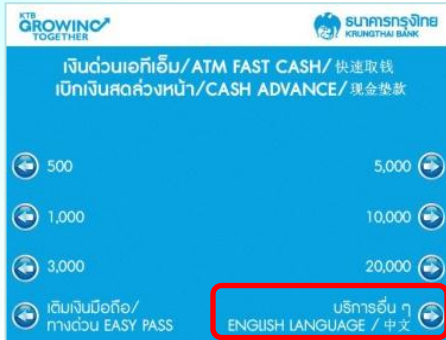 KTB
GROWING
TOGETHER
ธนาคารกรุงไทย
KRUNGTHAI BANK
เงินด่วนเอทีเอ็ม/ATM FAST CASH/快速取钱
เบิกเงินสดล่วงหน้า/CASH ADVANCE/现金垫款
500
5,000
1,000
10,000
3,000
20,000
เติมเงินมือถือ/
ทางด่วน EASY PASS
บริการอื่น ๆ
ENGLISH LANGUAGE / 中文